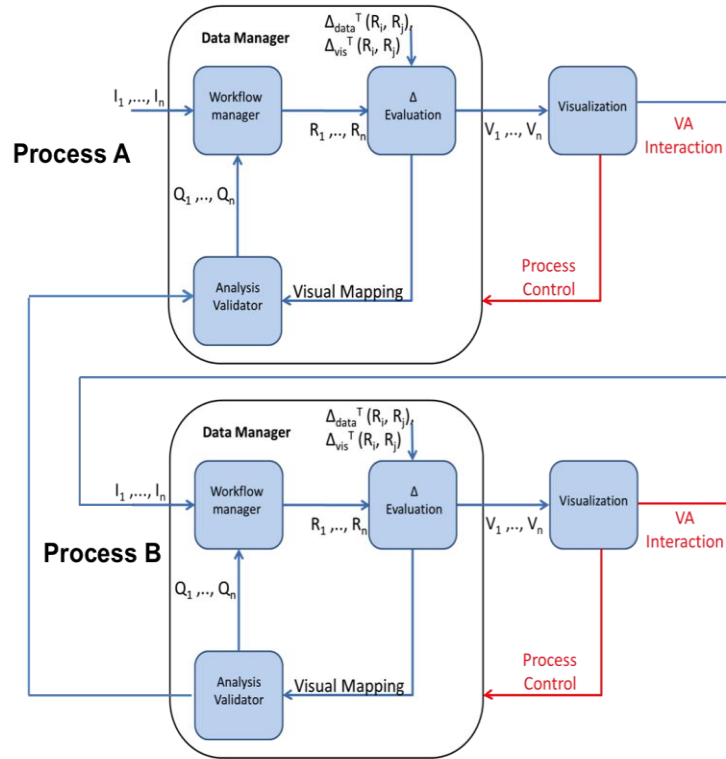 Data Manager
Δdata^T (Ri, Rj),
Δvis^T (Ri, Rj)
I1 ,..., In
Workflow
manager
R1 ,.., Rn
Δ
Evaluation
V1 ,.., Vn
Visualization
VA
Interaction
Process A
Q1 ,.., Qn
Analysis
Validator
Visual Mapping
Process
Control
Data Manager
Δdata^T (Ri, Rj),
Δvis^T (Ri, Rj)
I1 ,..., In
Workflow
manager
R1 ,.., Rn
Δ
Evaluation
V1 ,.., Vn
Visualization
VA
Interaction
Process B
Q1 ,.., Qn
Analysis
Validator
Visual Mapping
Process
Control